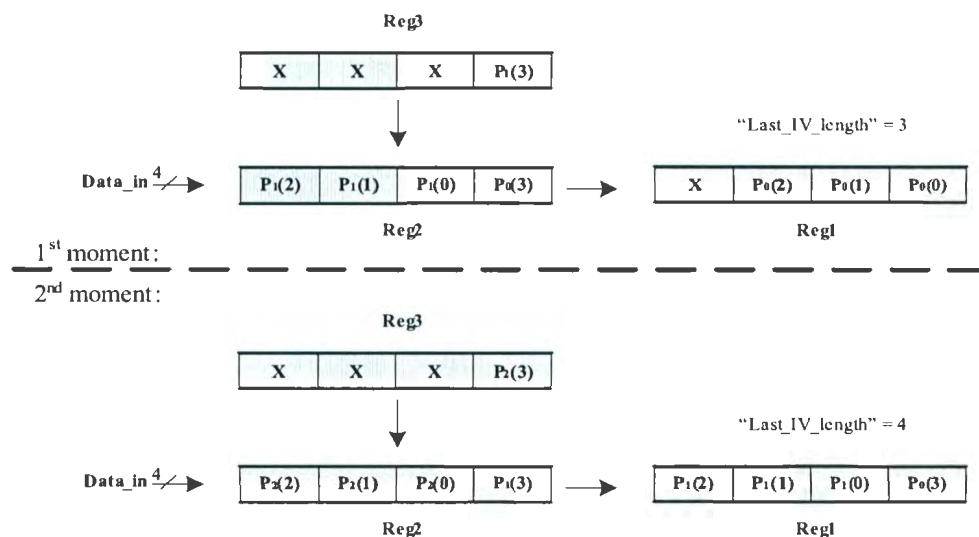 Reg3
X X X P₁(3)
"Last_IV_length" = 3
Data_in 4 P₁(2) P₁(1) P₁(0) P₀(3) X P₀(2) P₀(1) P₀(0)
Reg2 Reg1
1st moment:
2nd moment:
Reg3
X X X P₂(3)
"Last_IV_length" = 4
Data_in 4 P₂(2) P₂(1) P₂(0) P₁(3) P₁(2) P₁(1) P₁(0) P₀(3)
Reg2 Reg1